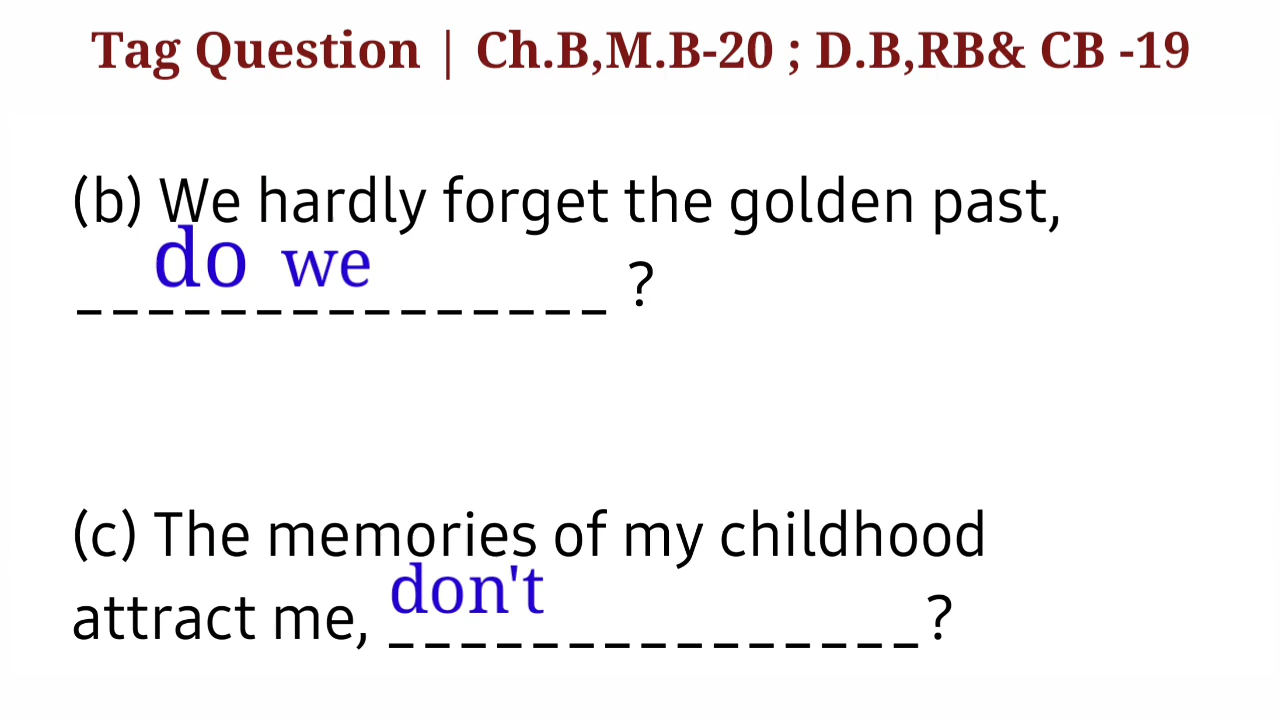 Tag Question | Ch.B,M.B-20 ; D.B,RB& CB -19
(b) We hardly forget the golden past,
do we
_______________ ?
(c) The memories of my childhood
don't
attract me, _______________?